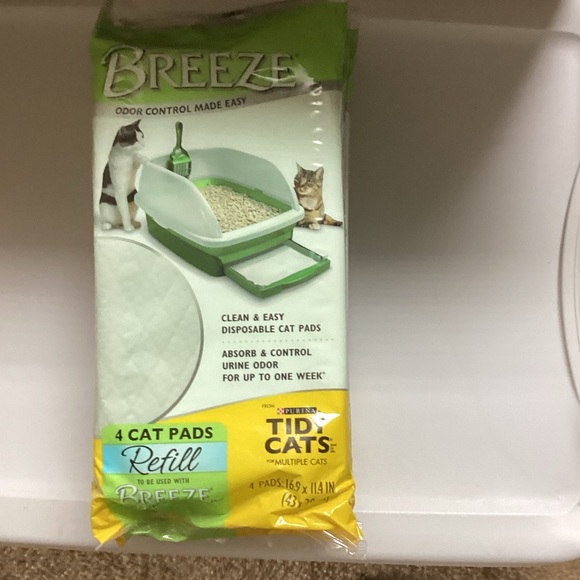 BREEZE
ODOR CONTROL MADE EASY
CLEAN & EASY
DISPOSABLE CAT PADS
ABSORB & CONTROL
URINE ODOR
FOR UP TO ONE WEEK*
FROM
PURINA
TIDY
CATS
FOR MULTIPLE CATS
4 CAT PADS
Refill
TO BE USED WITH
BREEZE
4 PADS: 16.9 x 11.4 IN
(43 x